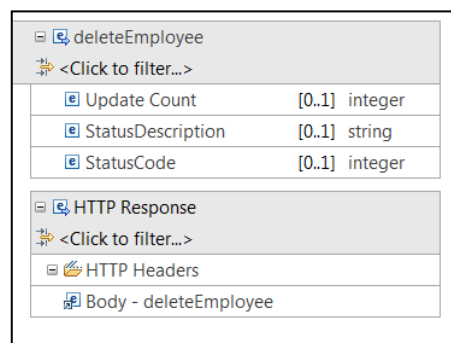 deleteEmployee
<Click to filter...>
Update Count [0..1] integer
StatusDescription [0..1] string
StatusCode [0..1] integer
HTTP Response
<Click to filter...>
HTTP Headers
Body - deleteEmployee